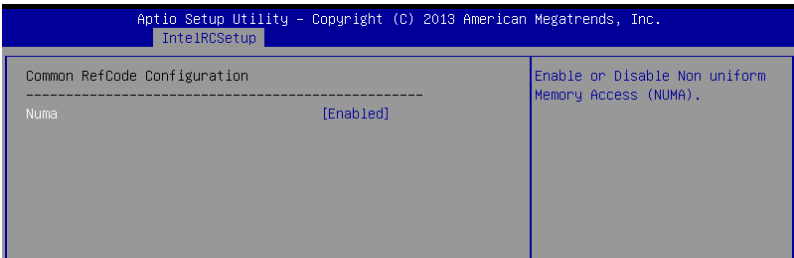 Aptio Setup Utility – Copyright (C) 2013 American Megatrends, Inc.
IntelRCSetup
Common RefCode Configuration
--------------------------------------------------
Numa [Enabled]
Enable or Disable Non uniform
Memory Access (NUMA).